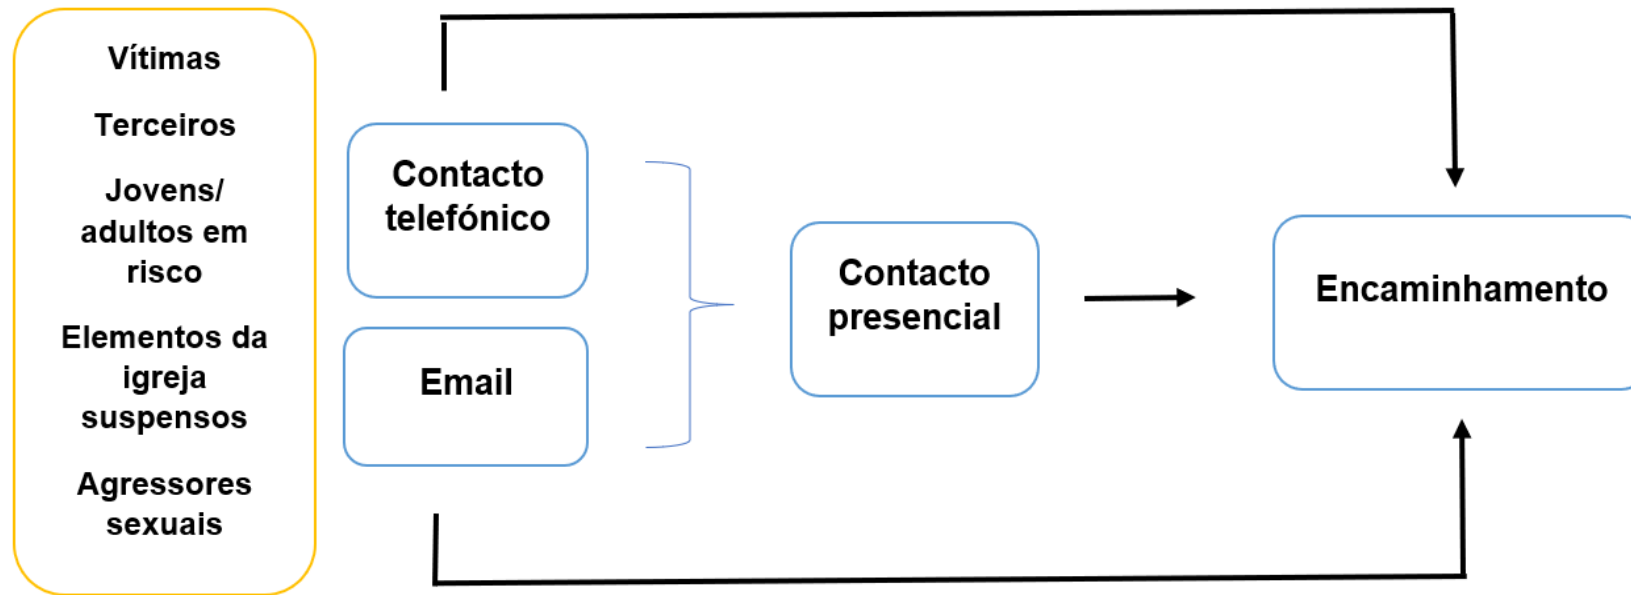 Vítimas
Terceiros
Jovens/
adultos em
risco
Elementos da
igreja
suspensos
Agressores
sexuais
Contacto
telefónico
Email
Contacto
presencial
Encaminhamento